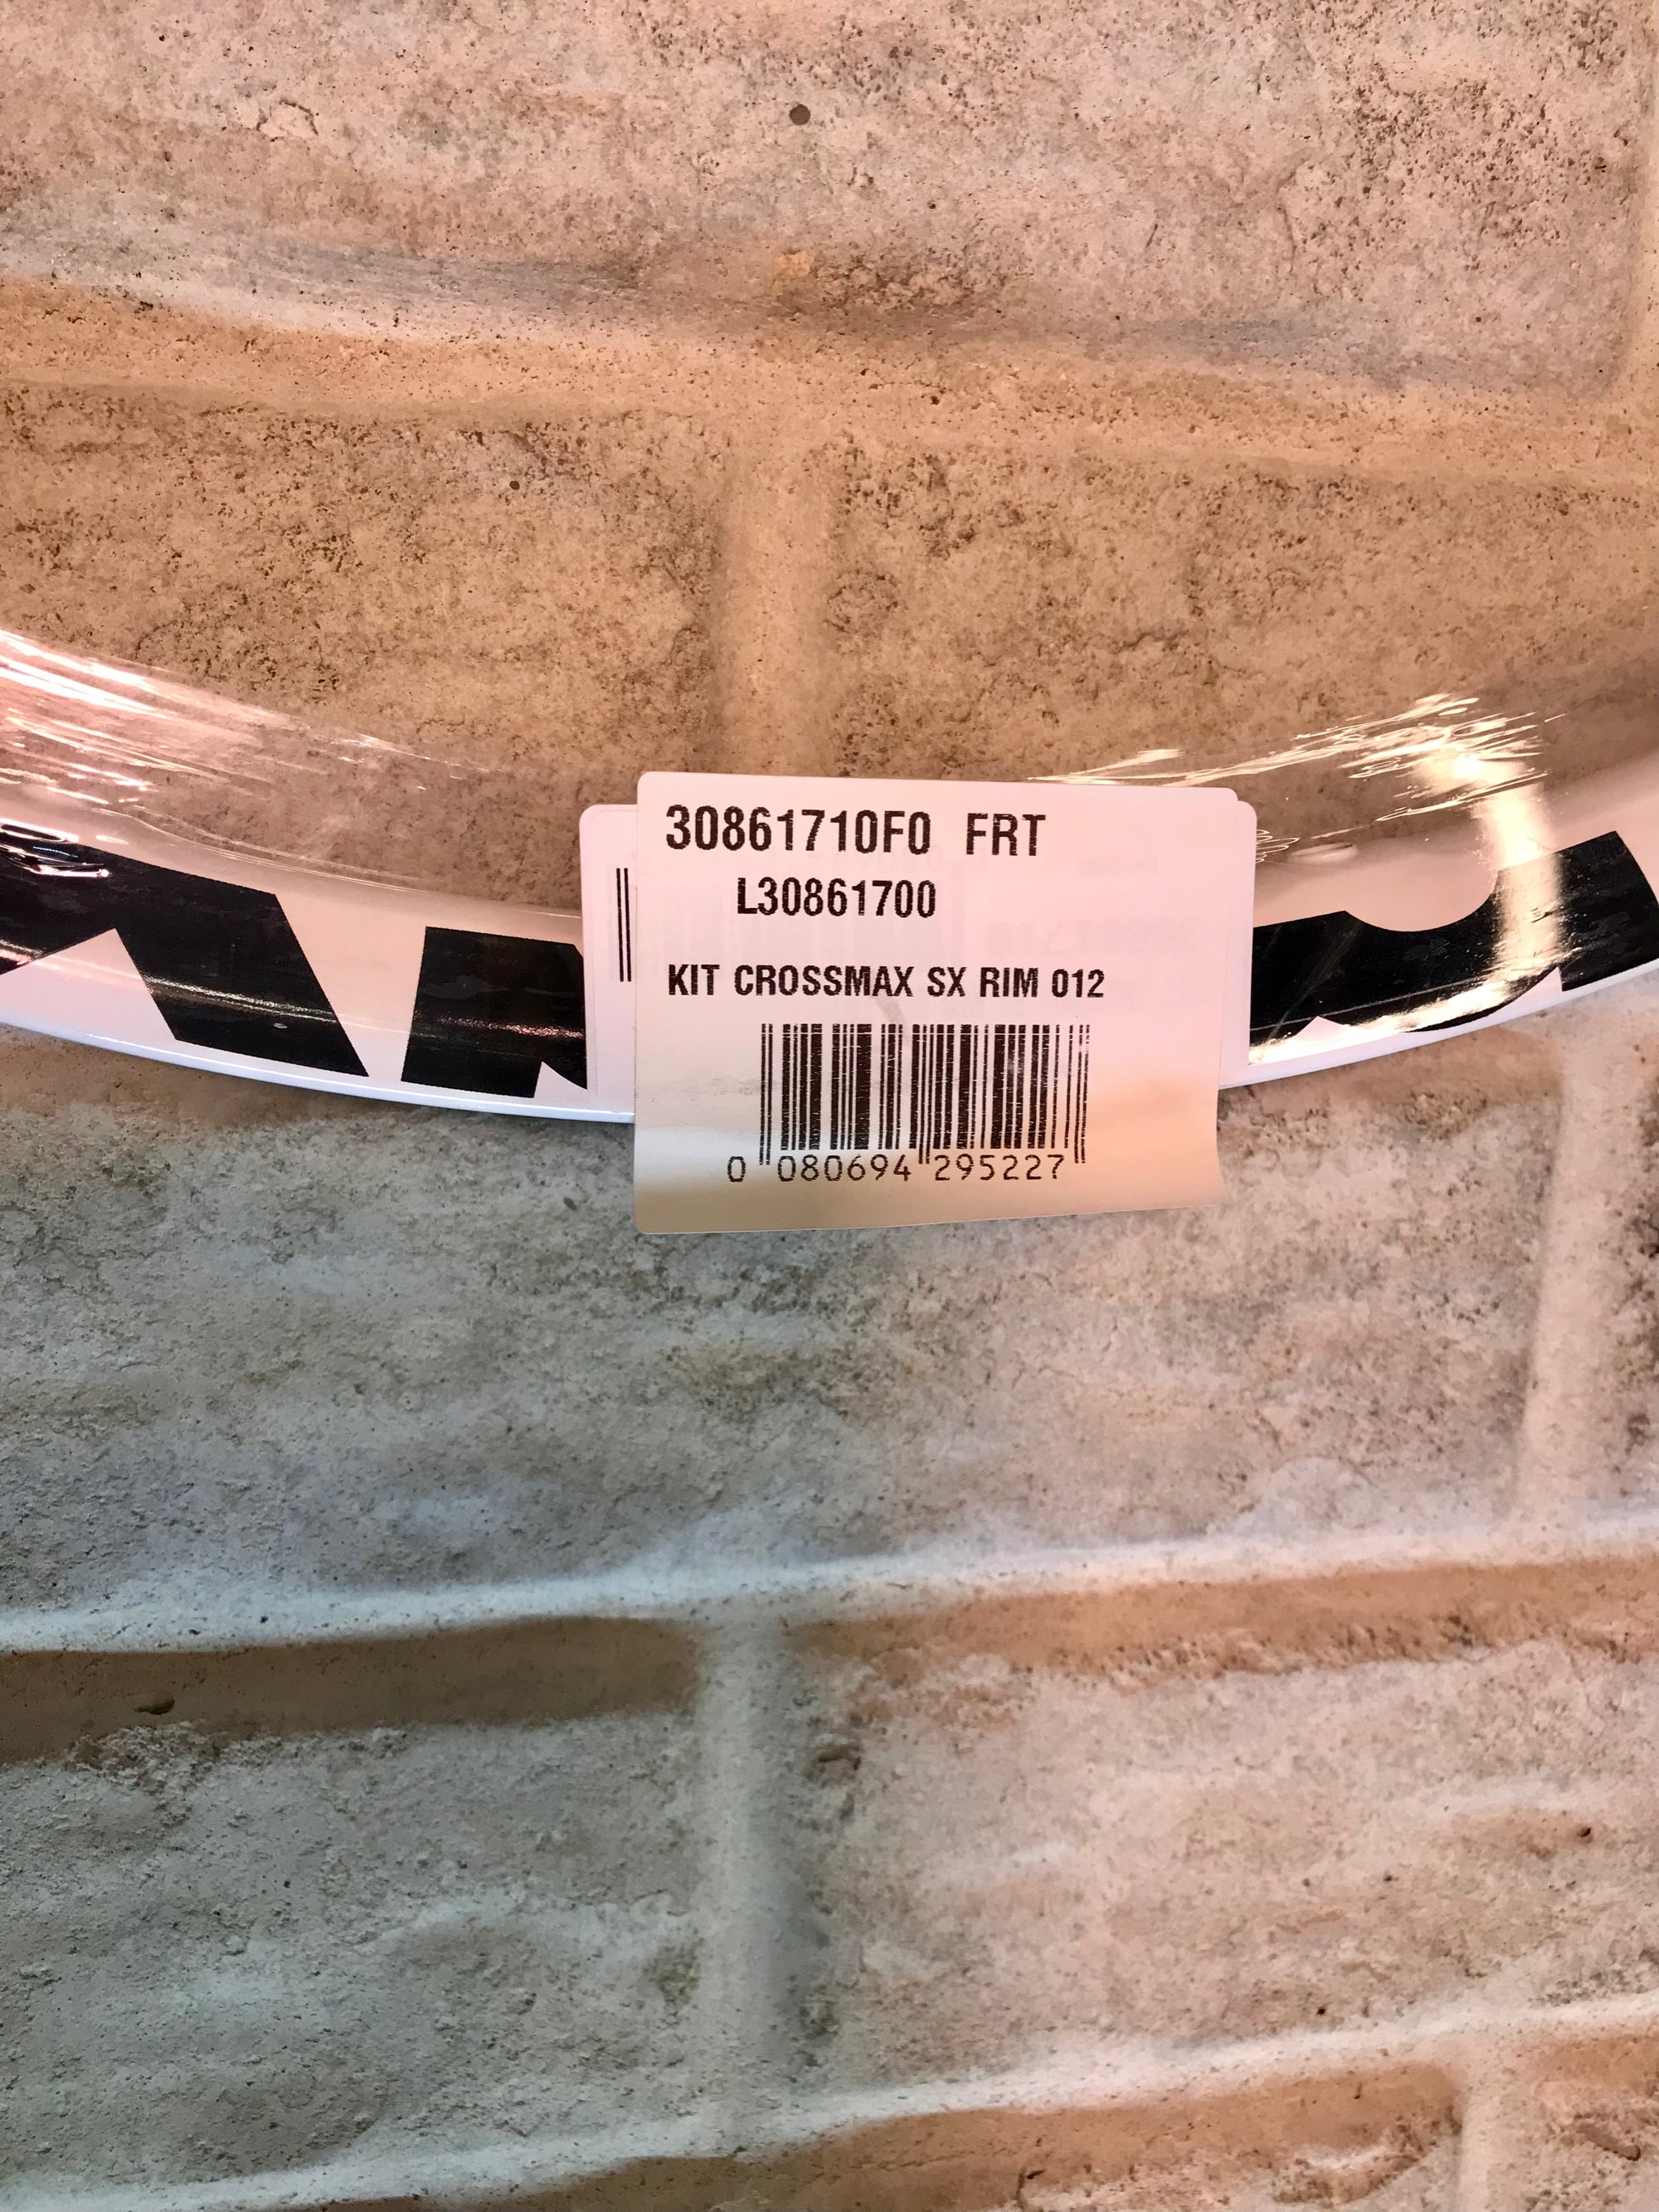 30861710F0 FRT
L30861700
KIT CROSSMAX SX RIM 012
0 080694 295227